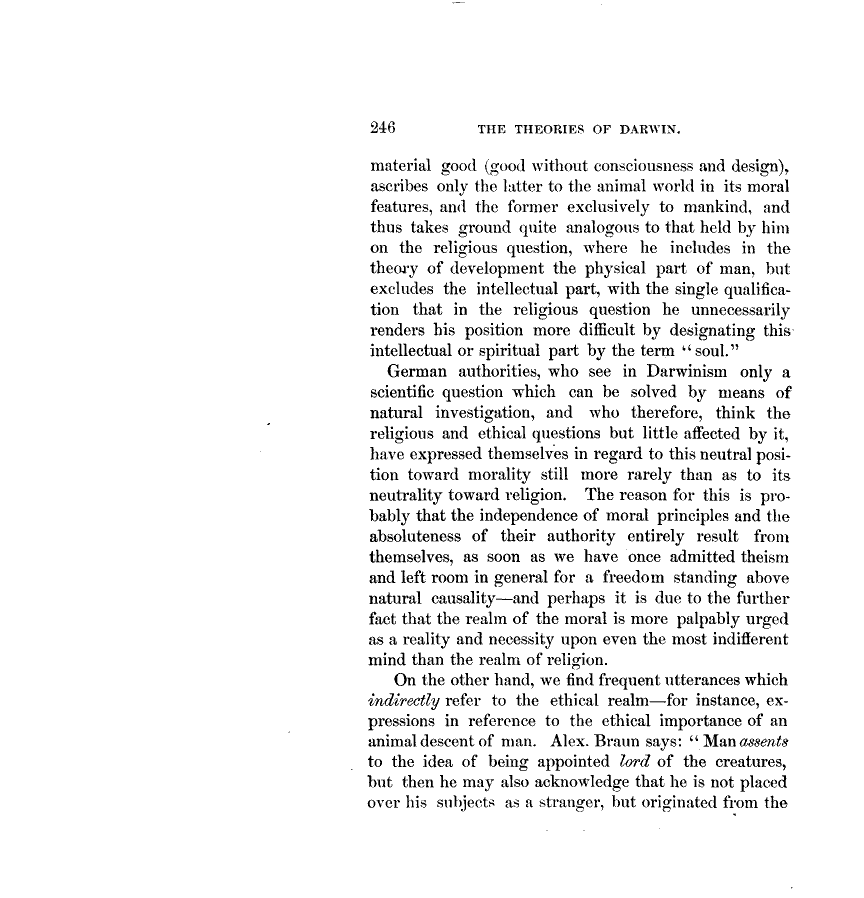 246 THE THEORIES OF DARWIN.
material good (good without consciousness and design),
ascribes only the latter to the animal world in its moral
features, and the former exclusively to mankind, and
thus takes ground quite analogous to that held by him
on the religious question, where he includes in the
theory of development the physical part of man, but
excludes the intellectual part, with the single qualifica-
tion that in the religious question he unnecessarily
renders his position more difficult by designating this
intellectual or spiritual part by the term “soul.”
German authorities, who see in Darwinism only a
scientific question which can be solved by means of
natural investigation, and who therefore, think the
religious and ethical questions but little affected by it,
have expressed themselves in regard to this neutral posi-
tion toward morality still more rarely than as to its
neutrality toward religion. The reason for this is pro-
bably that the independence of moral principles and the
absoluteness of their authority entirely result from
themselves, as soon as we have once admitted theism
and left room in general for a freedom standing above
natural causality—and perhaps it is due to the further
fact that the realm of the moral is more palpably urged
as a reality and necessity upon even the most indifferent
mind than the realm of religion.
On the other hand, we find frequent utterances which
indirectly refer to the ethical realm—for instance, ex-
pressions in reference to the ethical importance of an
animal descent of man. Alex. Braun says: “Man assents
to the idea of being appointed lord of the creatures,
but then he may also acknowledge that he is not placed
over his subjects as a stranger, but originated from the